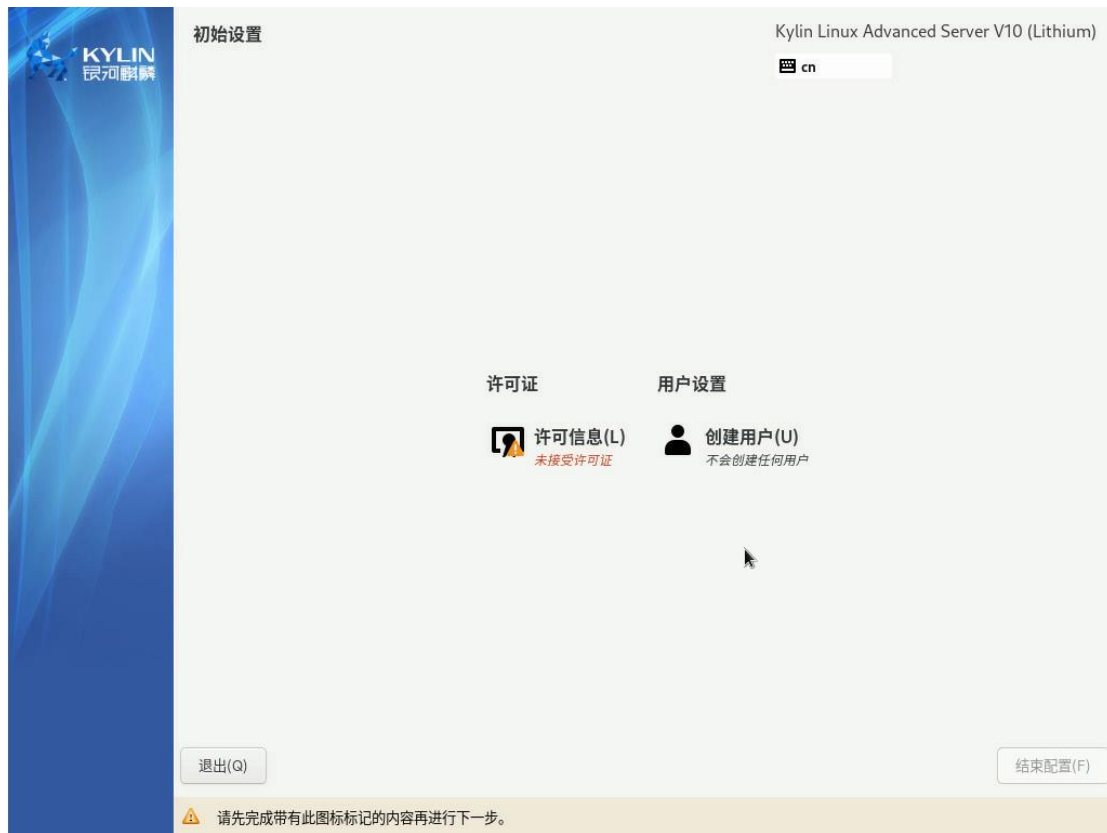 KYLIN
银河麒麟
初始设置
Kylin Linux Advanced Server V10 (Lithium)
cn
许可证
用户设置
许可信息(L)
未接受许可证
创建用户(U)
不会创建任何用户
退出(Q)
结束配置(F)
请先完成带有此图标标记的内容再进行下一步。